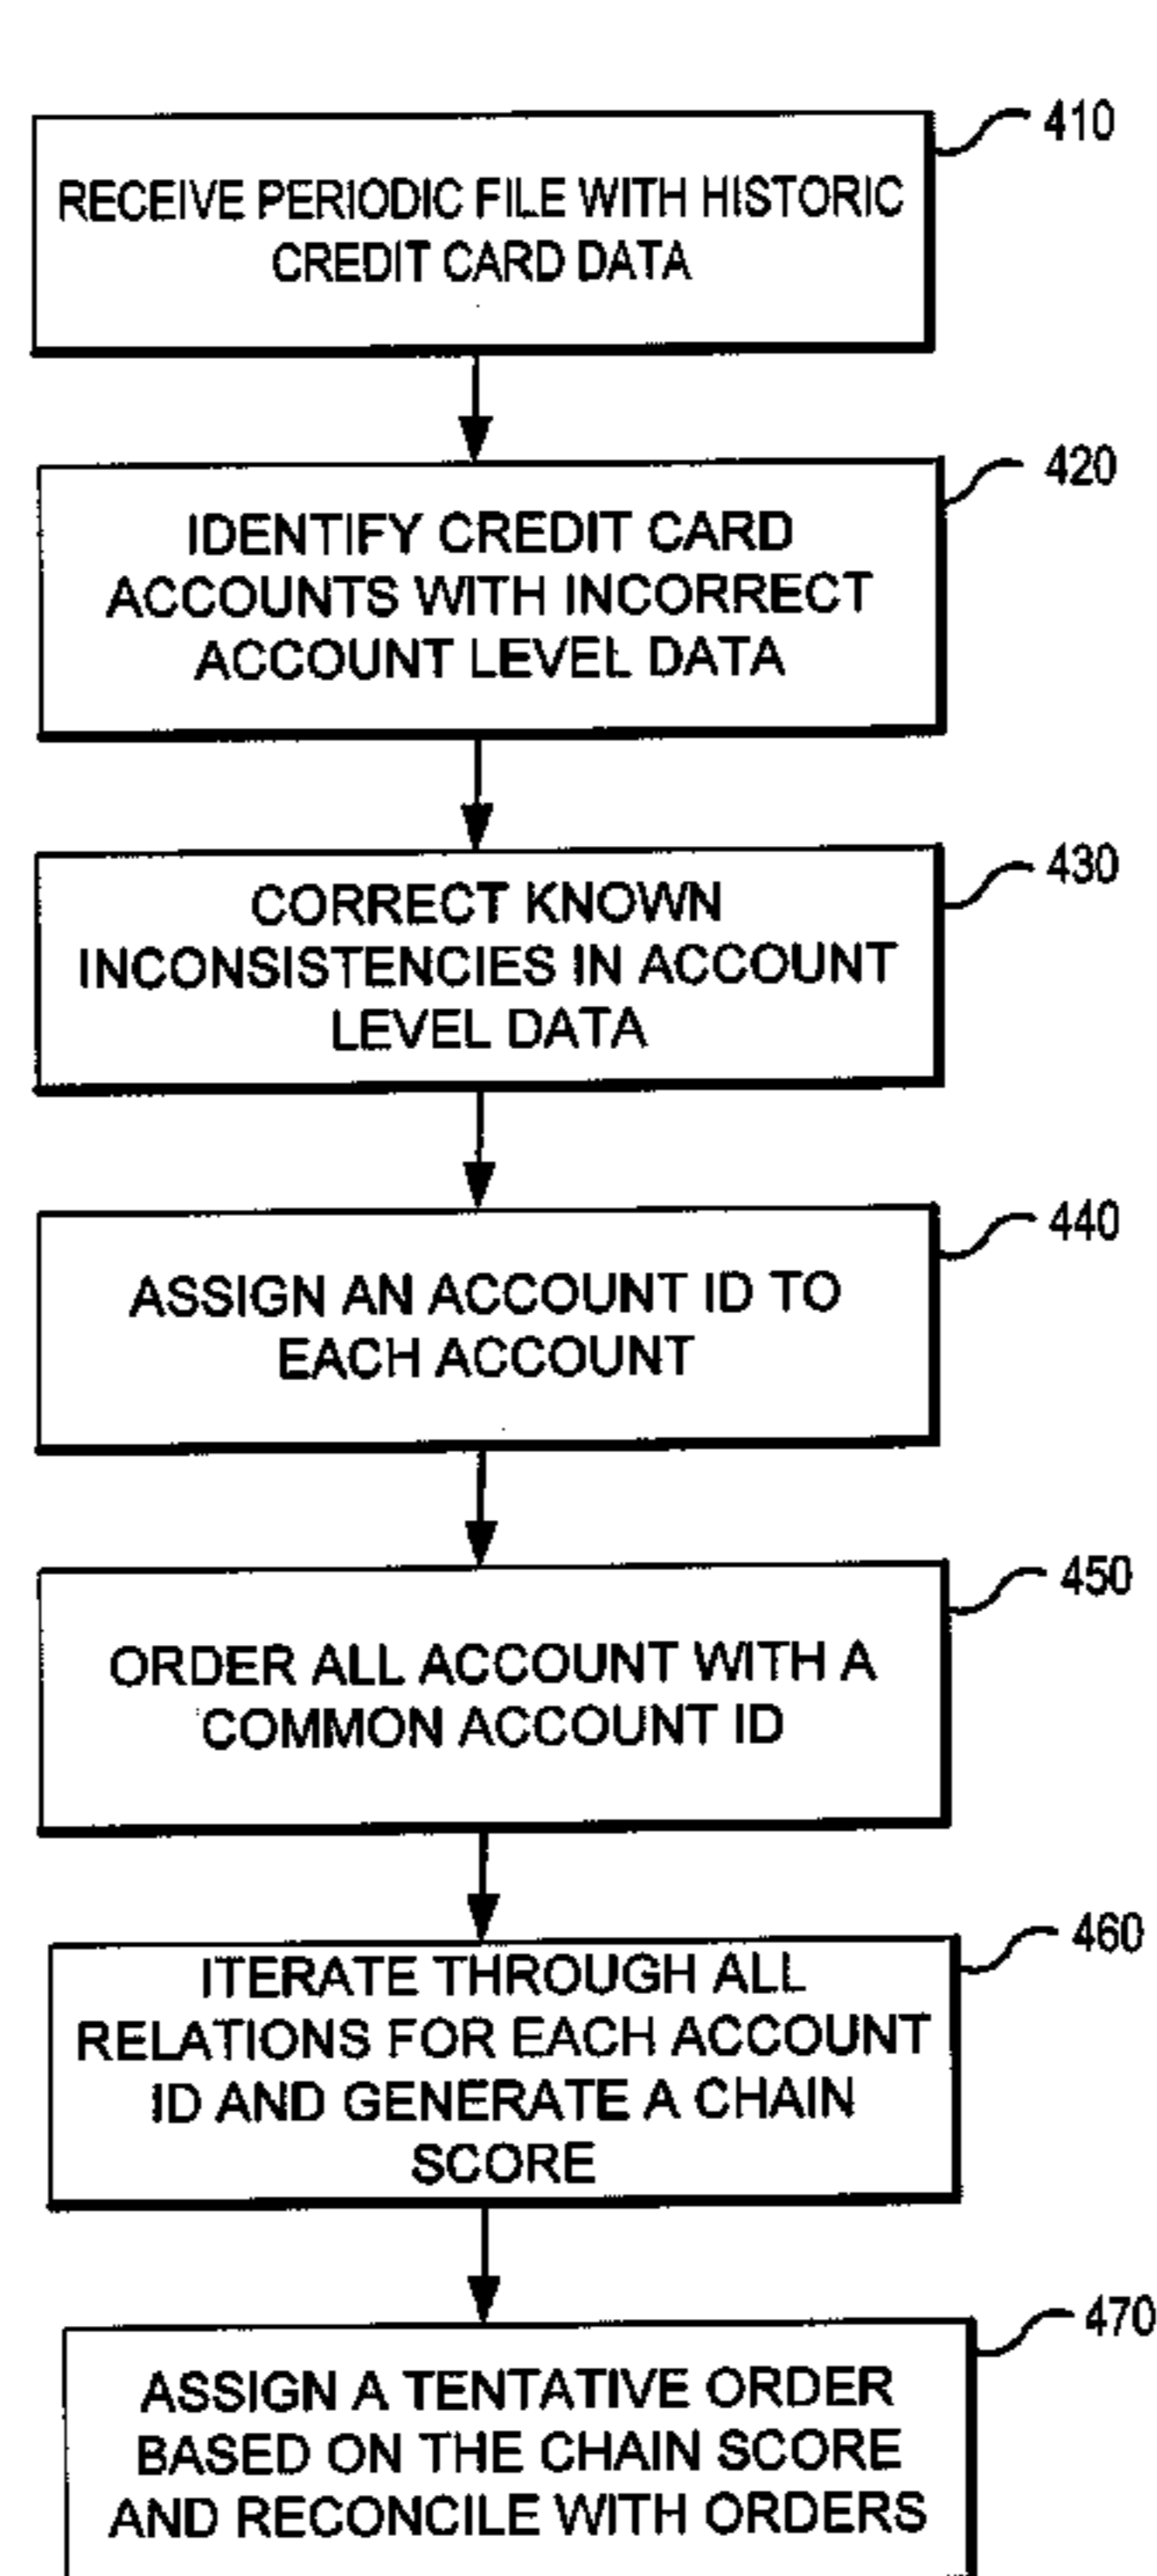 410
RECEIVE PERIODIC FILE WITH HISTORIC
CREDIT CARD DATA
420
IDENTIFY CREDIT CARD
ACCOUNTS WITH INCORRECT
ACCOUNT LEVEL DATA
430
CORRECT KNOWN
INCONSISTENCIES IN ACCOUNT
LEVEL DATA
440
ASSIGN AN ACCOUNT ID TO
EACH ACCOUNT
450
ORDER ALL ACCOUNT WITH A
COMMON ACCOUNT ID
460
ITERATE THROUGH ALL
RELATIONS FOR EACH ACCOUNT
ID AND GENERATE A CHAIN
SCORE
470
ASSIGN A TENTATIVE ORDER
BASED ON THE CHAIN SCORE
AND RECONCILE WITH ORDERS